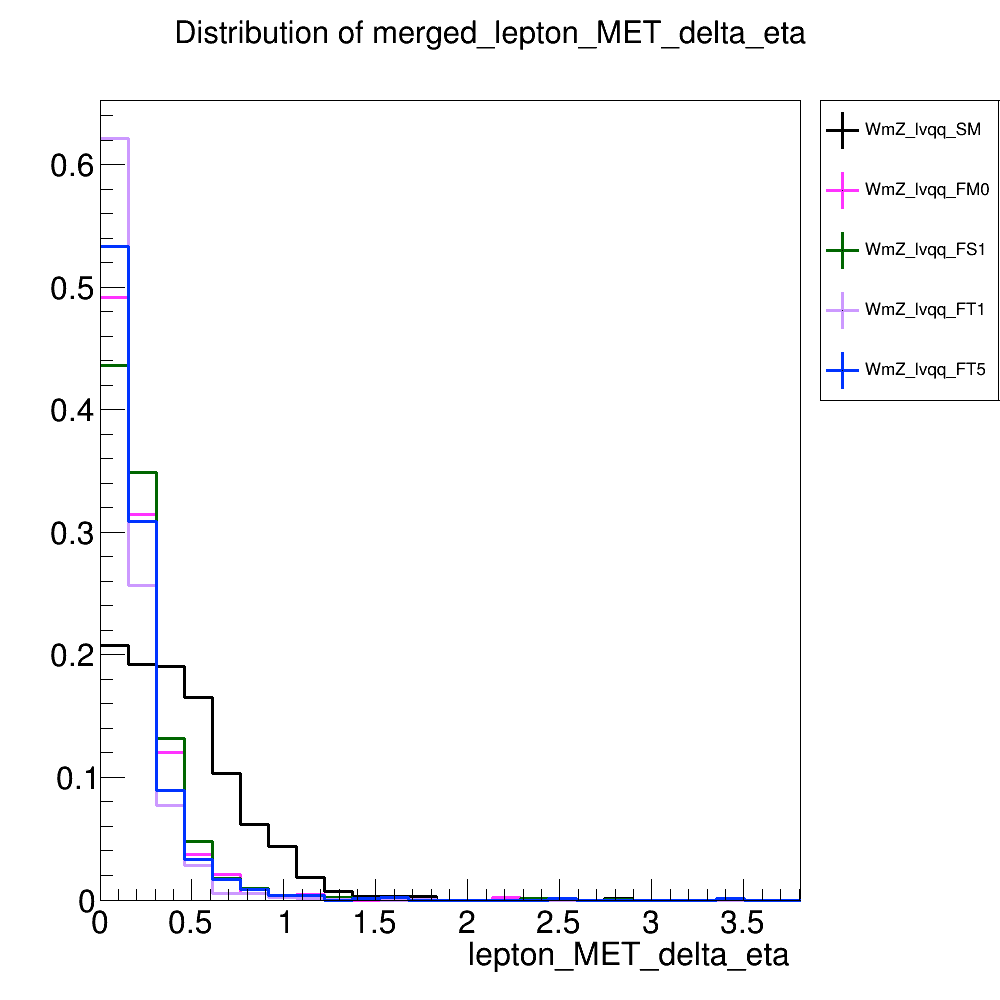 Distribution of merged_lepton_MET_delta_eta
WmZ_lvqq_SM
WmZ_lvqq_FM0
WmZ_lvqq_FS1
WmZ_lvqq_FT1
WmZ_lvqq_FT5
0.6
0.5
0.4
0.3
0.2
0.1
0
0 0.5 1 1.5 2 2.5 3 3.5
lepton_MET_delta_eta